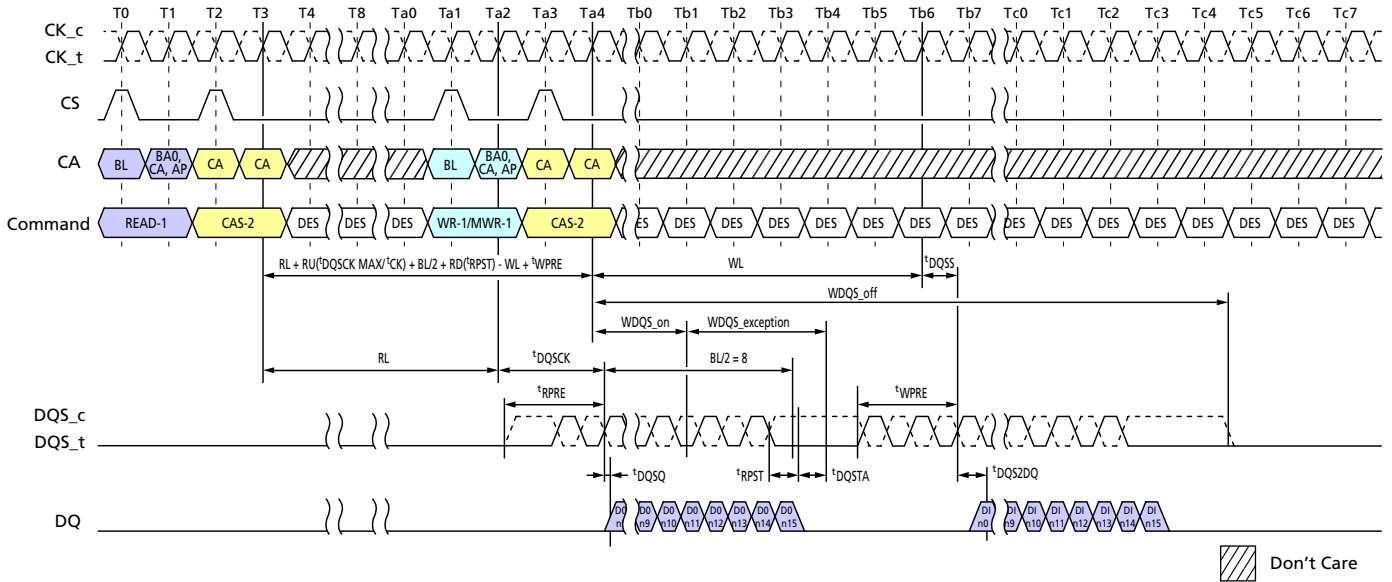 T0 T1 T2 T3 T4 T8 Ta0 Ta1 Ta2 Ta3 Ta4 Tb0 Tb1 Tb2 Tb3 Tb4 Tb5 Tb6 Tb7 Tc0 Tc1 Tc2 Tc3 Tc4 Tc5 Tc6 Tc7
CK_c
CK_t
CS
CA BL BA0, CA, AP CA CA BL BA0, CA, AP CA CA
Command READ-1 CAS-2 DES DES DES WR-1/MWR-1 CAS-2 ES DES DES DES DES DES DES DES DES DES DES DES DES DES DES DES
RL + RU(tDQSCK MAX/tCK) + BL/2 + RD(tRPST) - WL + tWPRE WL tDQSS
WDQS_off
WDQS_on WDQS_exception
RL tDQSCK BL/2 = 8
tRPRE tWPRE
DQS_c
DQS_t
tDQSQ tRPST tDQSTA tDQS2DQ
DQ D0 n D0 n9 D0 n10 D0 n11 D0 n12 D0 n13 D0 n14 D0 n15 DI n0 DI n9 DI n10 DI n11 DI n12 DI n13 DI n14 DI n15
Don't Care